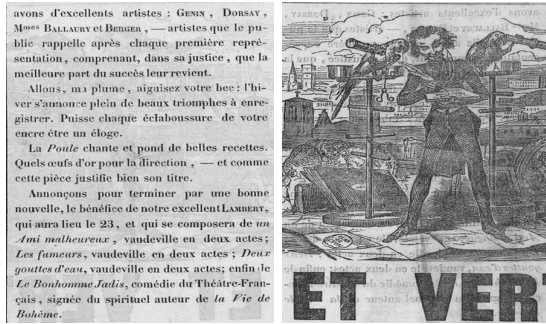 avons d'excellents artistes : GENIN, DORSAY,
Mmes BALLAURY et BERGER, — artistes que le pu-
blic rappelle après chaque première repré-
sentation, comprenant, dans sa justice, que la
meilleure part du succès leur revient.
Allons, ma plume, aiguisez votre bec : l'hi-
ver s'annonce plein de beaux triomphes à enre-
gistrer. Puisse chaque éclaboussure de votre
encre être un éloge.
La Poule chante et pond de belles recettes.
Quels œufs d'or pour la direction, — et comme
cette pièce justifie bien son titre.
Annonçons pour terminer par une bonne
nouvelle, le bénéfice de notre excellent LAMBERT,
qui aura lieu le 23, et qui se composera de un
Ami malheureux, vaudeville en deux actes;
Les fumeurs, vaudeville en deux actes; Deux
gouttes d'eau, vaudeville en deux actes; enfin le
Le Bonhomme Jadis, comédie du Théâtre-Fran-
çais, signée du spirituel auteur de la Vie de
Bohème.
ET VERT